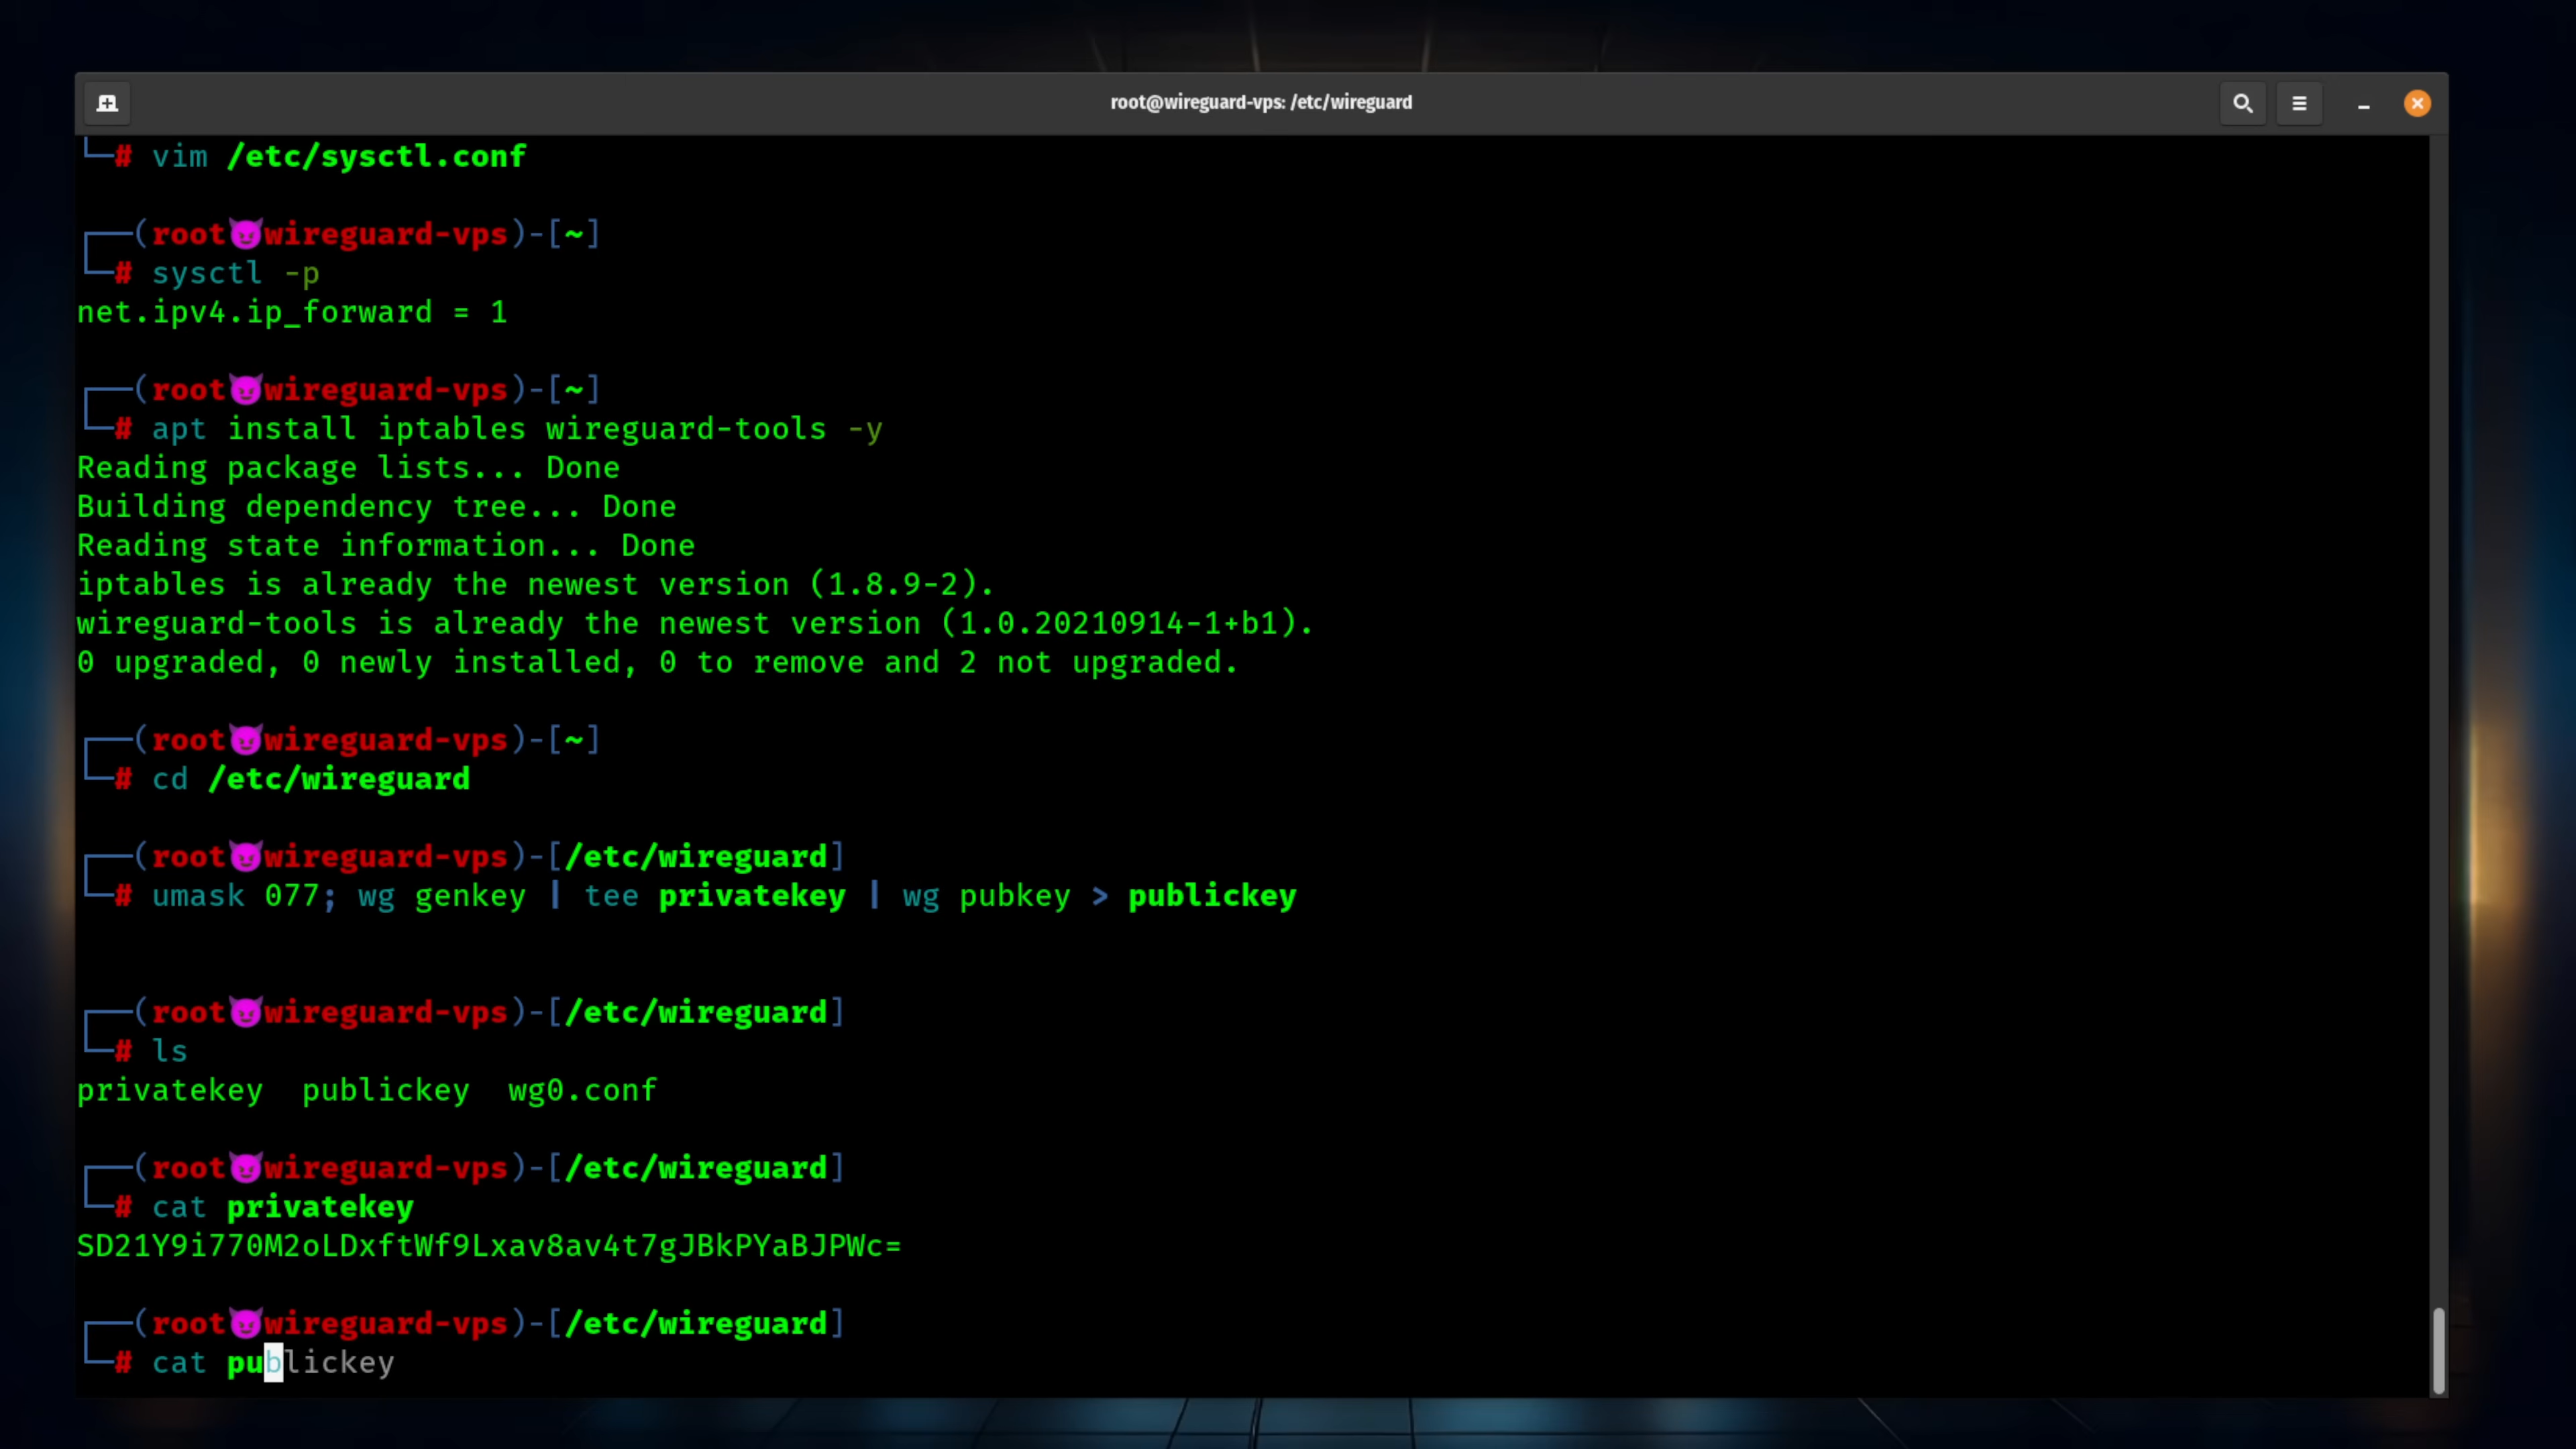 root@wireguard-vps: /etc/wireguard
└─# vim /etc/sysctl.conf
┌──(root😈wireguard-vps)-[~]
└─# sysctl -p
net.ipv4.ip_forward = 1
┌──(root😈wireguard-vps)-[~]
└─# apt install iptables wireguard-tools -y
Reading package lists... Done
Building dependency tree... Done
Reading state information... Done
iptables is already the newest version (1.8.9-2).
wireguard-tools is already the newest version (1.0.20210914-1+b1).
0 upgraded, 0 newly installed, 0 to remove and 2 not upgraded.
┌──(root😈wireguard-vps)-[~]
└─# cd /etc/wireguard
┌──(root😈wireguard-vps)-[/etc/wireguard]
└─# umask 077; wg genkey | tee privatekey | wg pubkey > publickey
┌──(root😈wireguard-vps)-[/etc/wireguard]
└─# ls
privatekey  publickey  wg0.conf
┌──(root😈wireguard-vps)-[/etc/wireguard]
└─# cat privatekey
SD21Y9i770M2oLDxftWf9Lxav8av4t7gJBkPYaBJPWc=
┌──(root😈wireguard-vps)-[/etc/wireguard]
└─# cat publickey